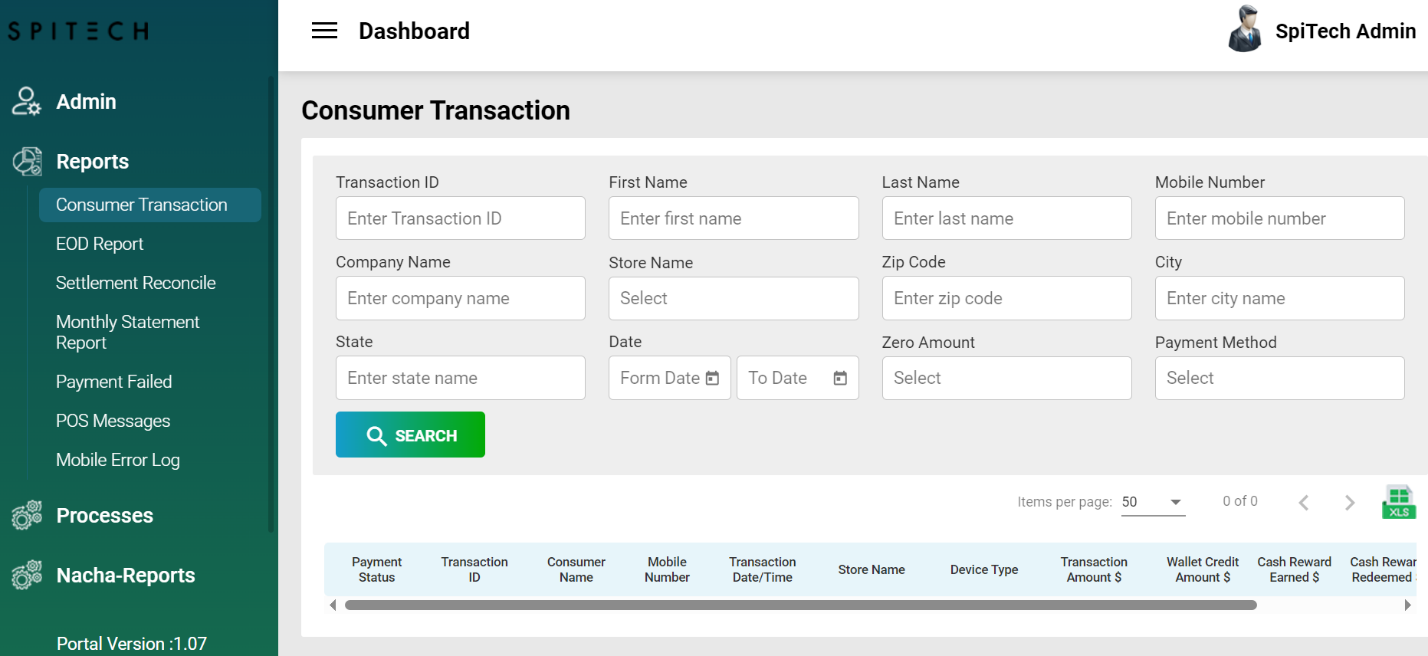 SPITECH
Dashboard
SpiTech Admin
Admin
Reports
Consumer Transaction
EOD Report
Settlement Reconcile
Monthly Statement
Report
Payment Failed
POS Messages
Mobile Error Log
Processes
Nacha-Reports
Portal Version :1.07
Consumer Transaction
Transaction ID First Name Last Name Mobile Number
Enter Transaction ID Enter first name Enter last name Enter mobile number
Company Name Store Name Zip Code City
Enter company name Select Enter zip code Enter city name
State Date Zero Amount Payment Method
Enter state name Form Date To Date Select Select
SEARCH
Items per page: 50 0 of 0
XLS
Payment Transaction Consumer Mobile Transaction Store Name Device Type Transaction Wallet Credit Cash Reward Cash Rewar
Status ID Name Number Date/Time Amount $ Amount $ Earned $ Redeemed